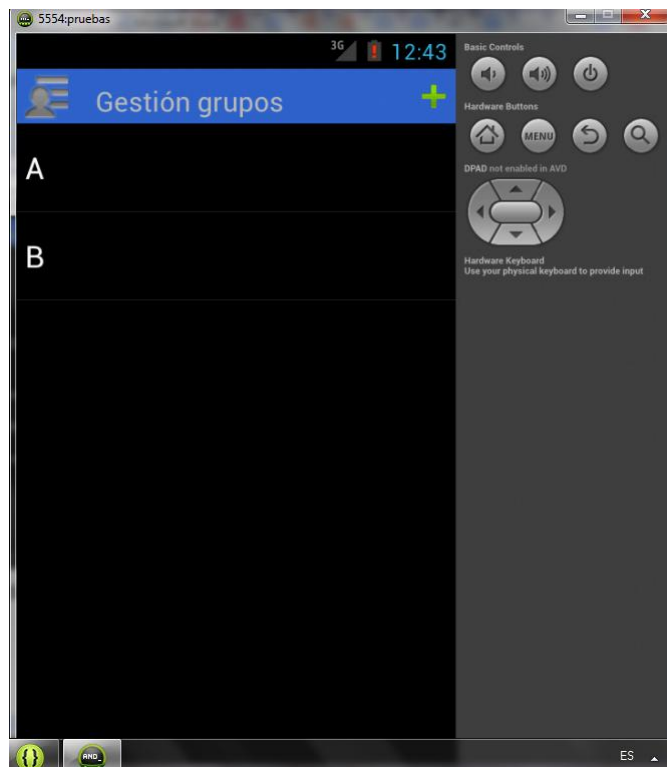 5554:pruebas
3G
12:43
Gestión grupos
A
B
Basic Controls
Hardware Buttons
MENU
DPAD not enabled in AVD
Hardware Keyboard
Use your physical keyboard to provide input
AND_
ES